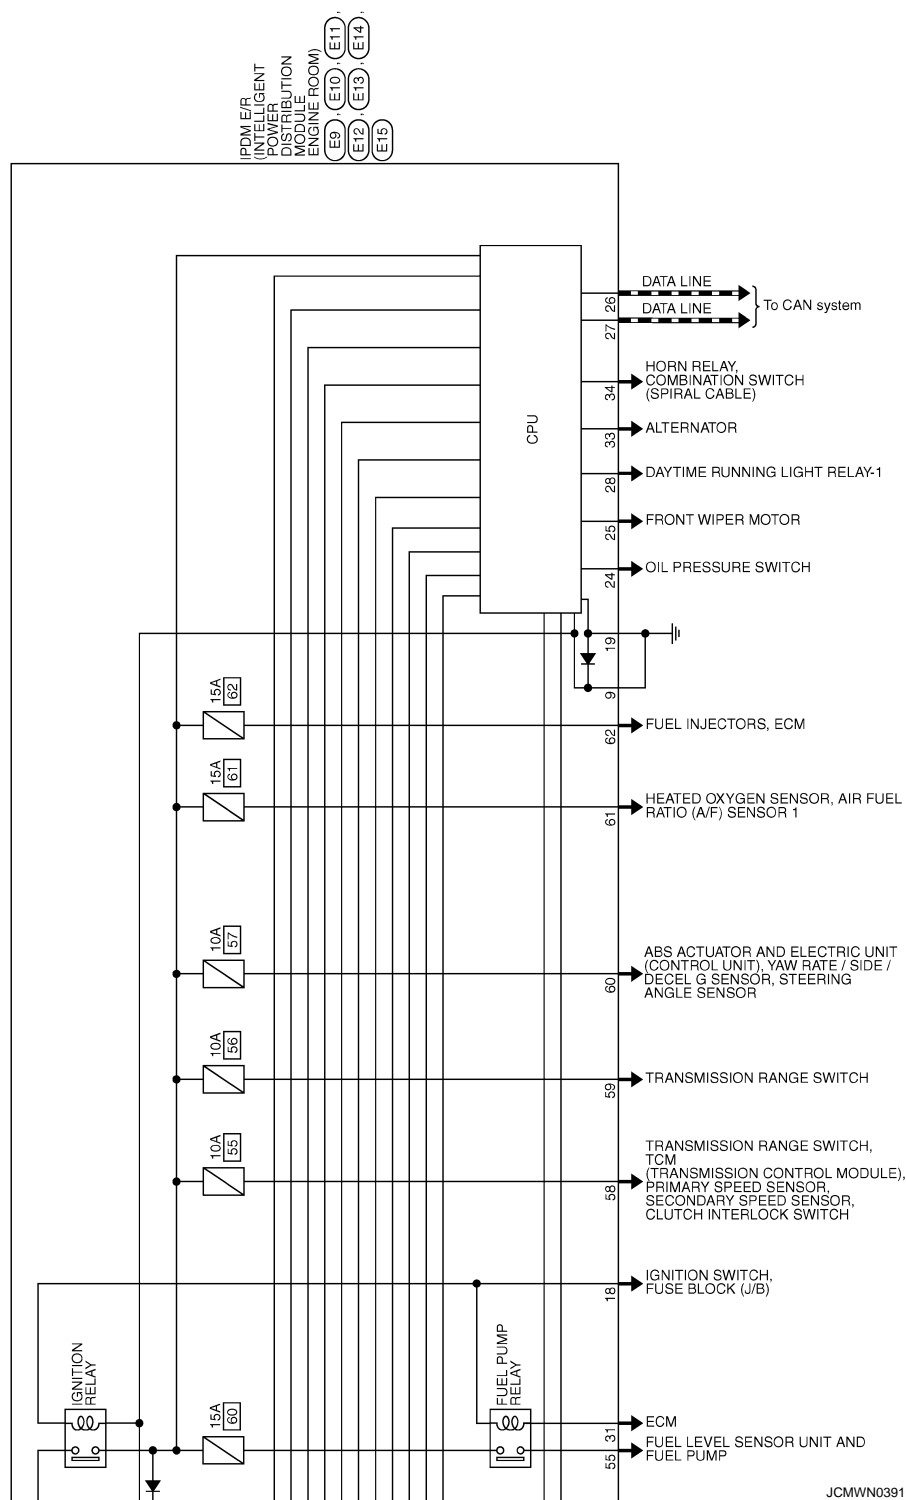 IPDM E/R
(INTELLIGENT
POWER
DISTRIBUTION
MODULE
ENGINE ROOM)
E9 , E10 , E11 ,
E12 , E13 , E14 ,
E15
CPU
26
DATA LINE
27
DATA LINE
To CAN system
34
HORN RELAY,
COMBINATION SWITCH
(SPIRAL CABLE)
33
ALTERNATOR
28
DAYTIME RUNNING LIGHT RELAY-1
25
FRONT WIPER MOTOR
24
OIL PRESSURE SWITCH
19
9
15A
62
62
FUEL INJECTORS, ECM
15A
61
61
HEATED OXYGEN SENSOR, AIR FUEL
RATIO (A/F) SENSOR 1
10A
57
60
ABS ACTUATOR AND ELECTRIC UNIT
(CONTROL UNIT), YAW RATE / SIDE /
DECEL G SENSOR, STEERING
ANGLE SENSOR
10A
56
59
TRANSMISSION RANGE SWITCH
10A
55
58
TRANSMISSION RANGE SWITCH,
TCM
(TRANSMISSION CONTROL MODULE),
PRIMARY SPEED SENSOR,
SECONDARY SPEED SENSOR,
CLUTCH INTERLOCK SWITCH
18
IGNITION SWITCH,
FUSE BLOCK (J/B)
IGNITION
RELAY
15A
60
FUEL PUMP
RELAY
31
ECM
55
FUEL LEVEL SENSOR UNIT AND
FUEL PUMP
JCMWN0391